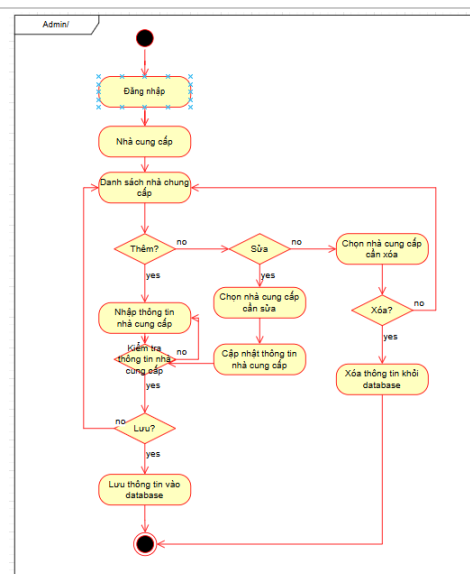 Admin/
Đăng nhập
Nhà cung cấp
Danh sách nhà chung
cấp
Thêm?
no
Sửa
no
Chọn nhà cung cấp
cần xóa
yes
yes
Chọn nhà cung cấp
cần sửa
Xóa?
no
Nhập thông tin
nhà cung cấp
yes
Kiểm tra
thông tin nhà
cung cấp
no
Cập nhật thông tin
nhà cung cấp
Xóa thông tin khỏi
database
yes
no
Lưu?
yes
Lưu thông tin vào
database